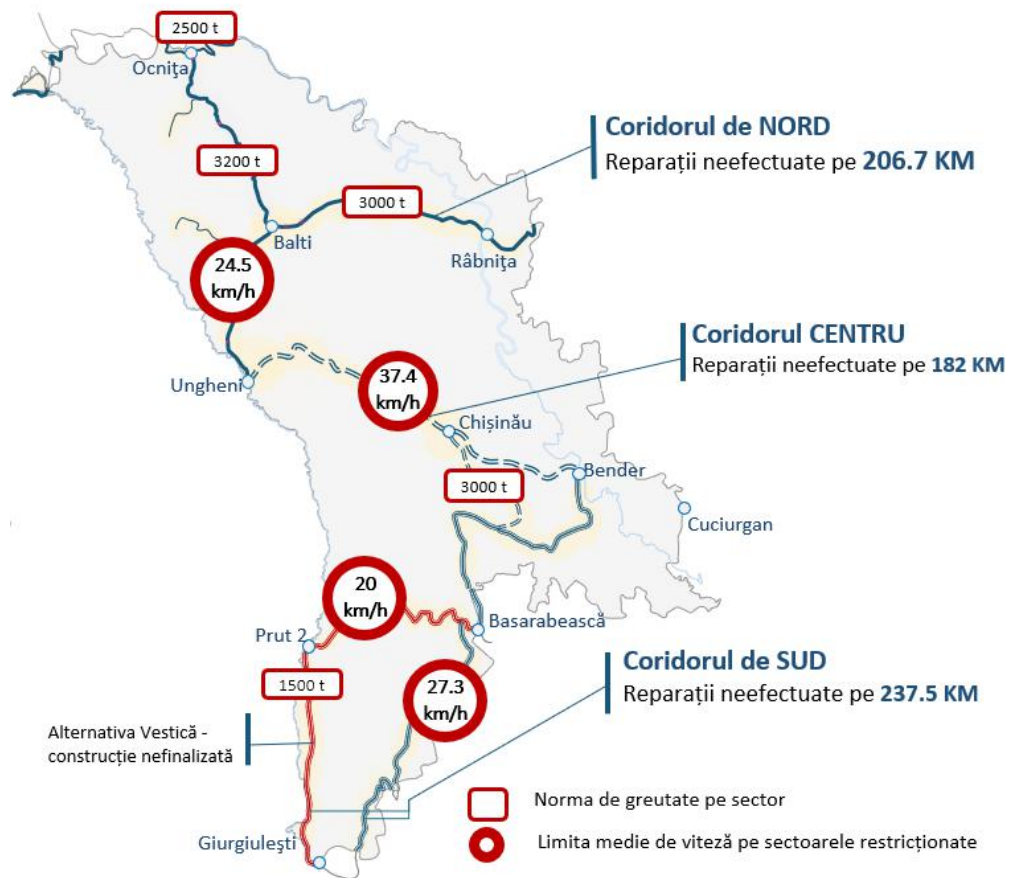 2500 t
Ocnița
Coridorul de NORD
Reparații neefectuate pe 206.7 KM
3200 t
3000 t
Balti
Râbnița
24.5
km/h
Coridorul CENTRU
Reparații neefectuate pe 182 KM
Ungheni
37.4
km/h
Chișinău
3000 t
Bender
Cuciurgan
20
km/h
Basarabească
Prut 2
1500 t
27.3
km/h
Coridorul de SUD
Reparații neefectuate pe 237.5 KM
Alternativa Vestică -
construcție nefinalizată
Giurgiulești
Norma de greutate pe sector
Limita medie de viteză pe sectoarele restricționate